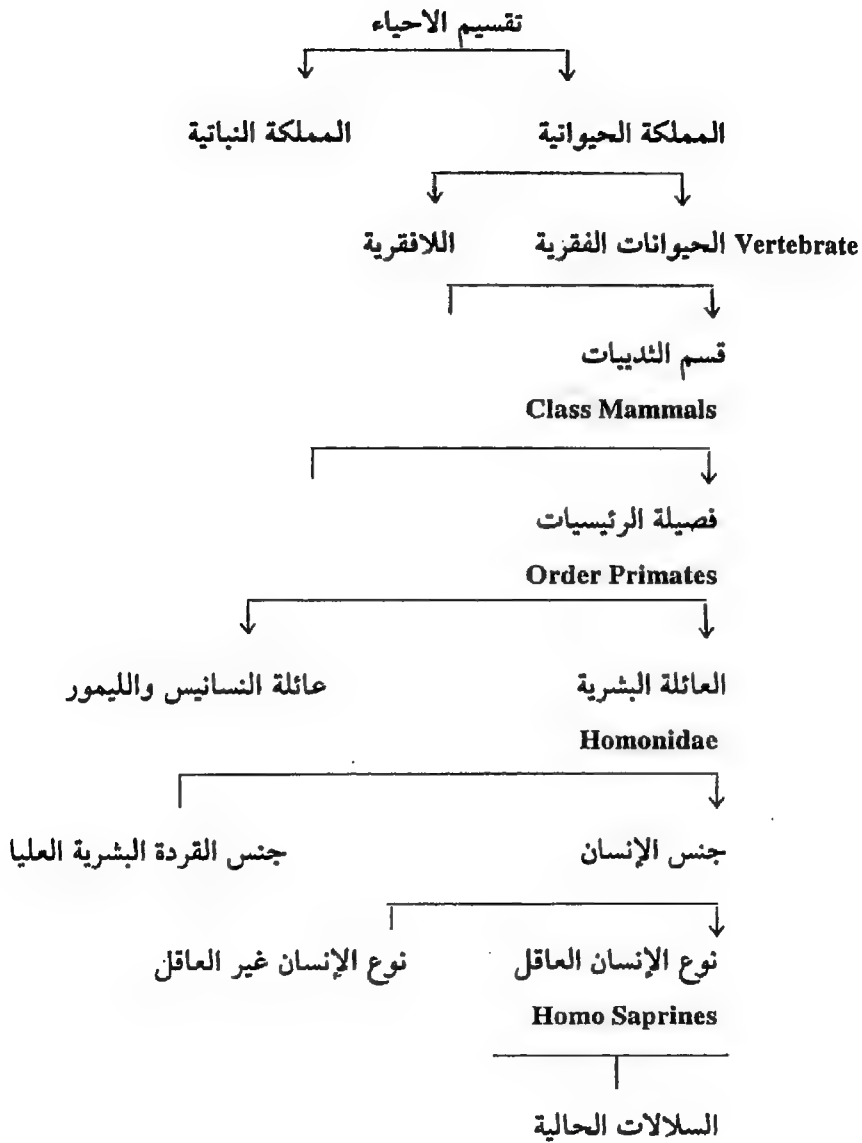 تقسيم الاحياء
المملكة الحيوانية المملكة النباتية
Vertebrate الحيوانات الفقزية اللافقرية
قسم الثدييات
Class Mammals
فصيلة الرئيسيات
Order Primates
العائلة البشرية عائلة النسانيس والليمور
Homonidae
جنس الإنسان جنس القردة البشرية العليا
نوع الإنسان العاقل نوع الإنسان غير العاقل
Homo Saprines
السلالات الحالية